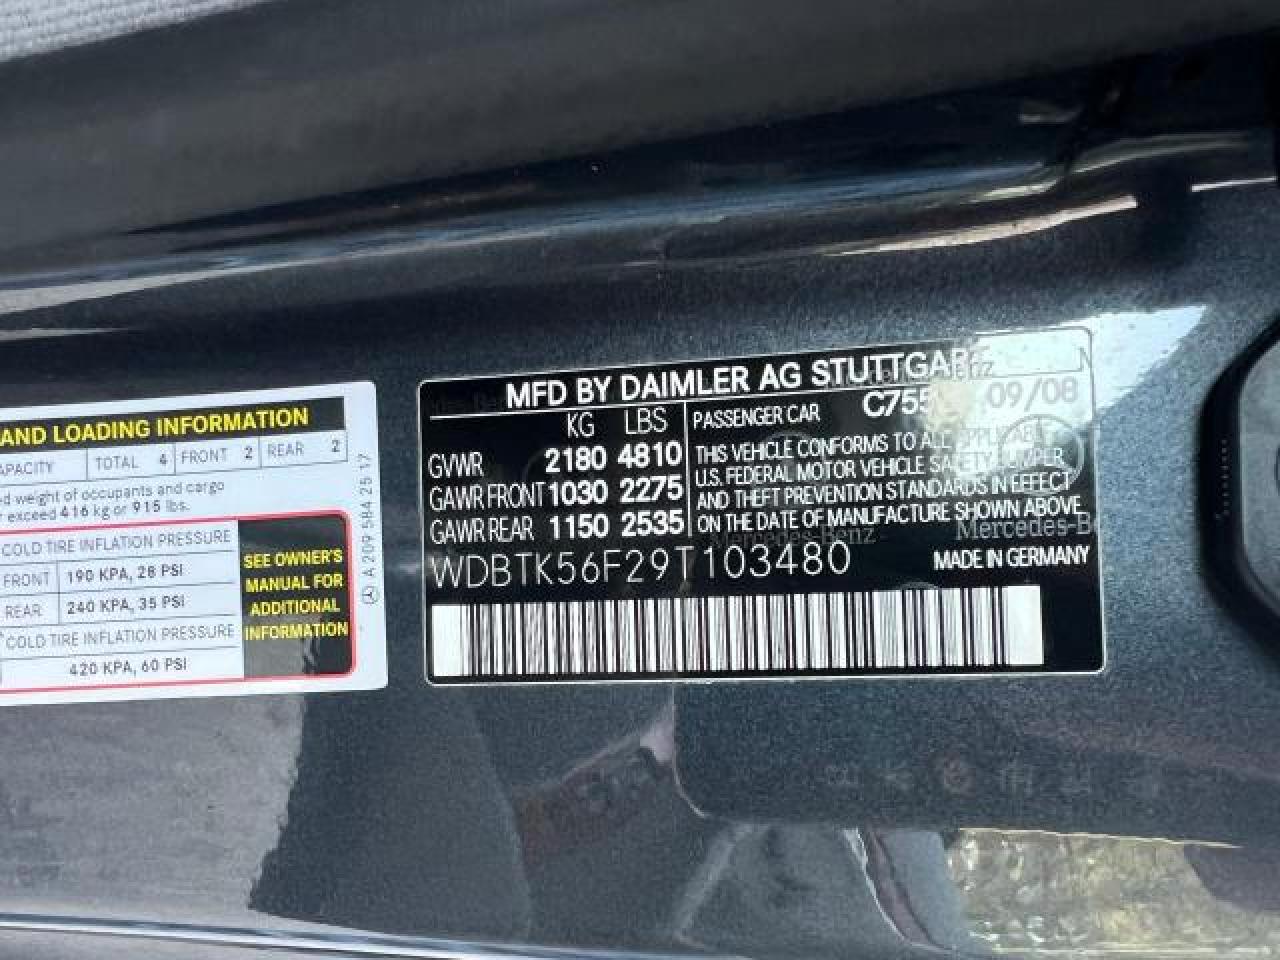 AND LOADING INFORMATION
TOTAL 4 FRONT 2 REAR 2
weight of occupants and cargo
exceed 416 kg or 915 lbs.
COLD TIRE INFLATION PRESSURE
FRONT 190 KPA, 28 PSI
REAR 240 KPA, 35 PSI
COLD TIRE INFLATION PRESSURE
420 KPA, 60 PSI
SEE OWNER'S
MANUAL FOR
ADDITIONAL
INFORMATION
A 209 584 25 17
MFD BY DAIMLER AG STUTTGART
KG LBS
GVWR 2180 4810
GAWR FRONT 1030 2275
GAWR REAR 1150 2535
PASSENGER CAR 09/08
THIS VEHICLE CONFORMS TO ALL APPLICABLE
U.S. FEDERAL MOTOR VEHICLE SAFETY, BUMPER
AND THEFT PREVENTION STANDARDS IN EFFECT
ON THE DATE OF MANUFACTURE SHOWN ABOVE
Mercedes-Benz
WDBTK56F29T103480 MADE IN GERMANY